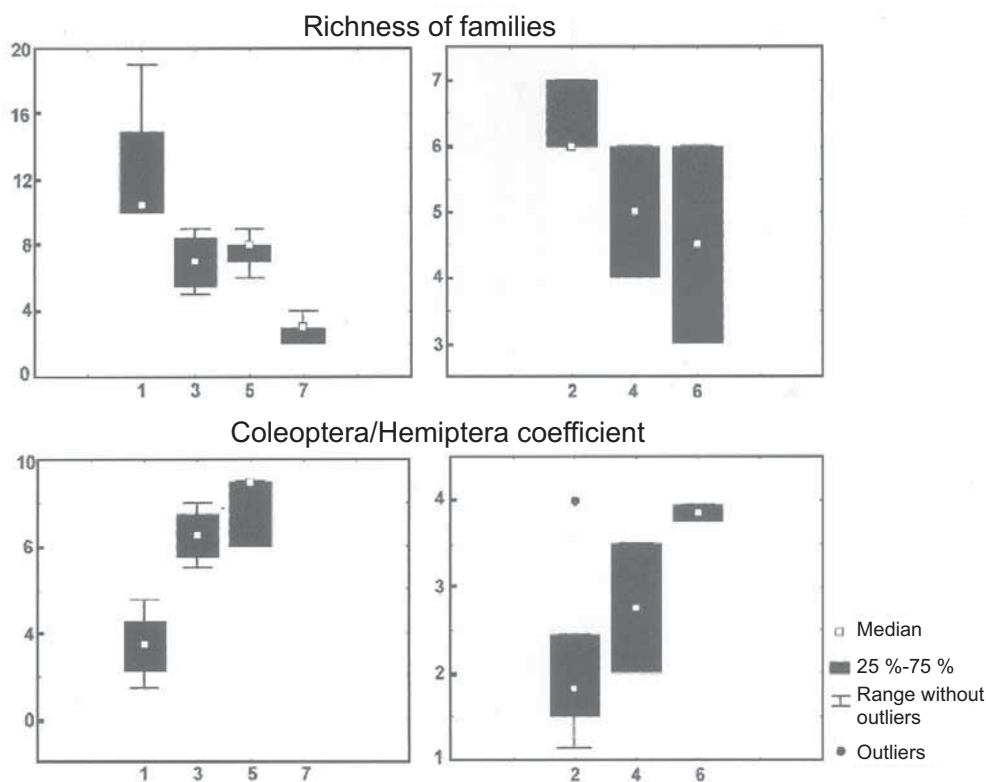 Richness of families
20
16
12
8
4
0
1 3 5 7
7
6
5
4
3
2 4 6
Coleoptera/Hemiptera coefficient
10
6
4
0
1 3 5 7
4
3
2
1
2 4 6
Median
25 %-75 %
Range without
outliers
Outliers